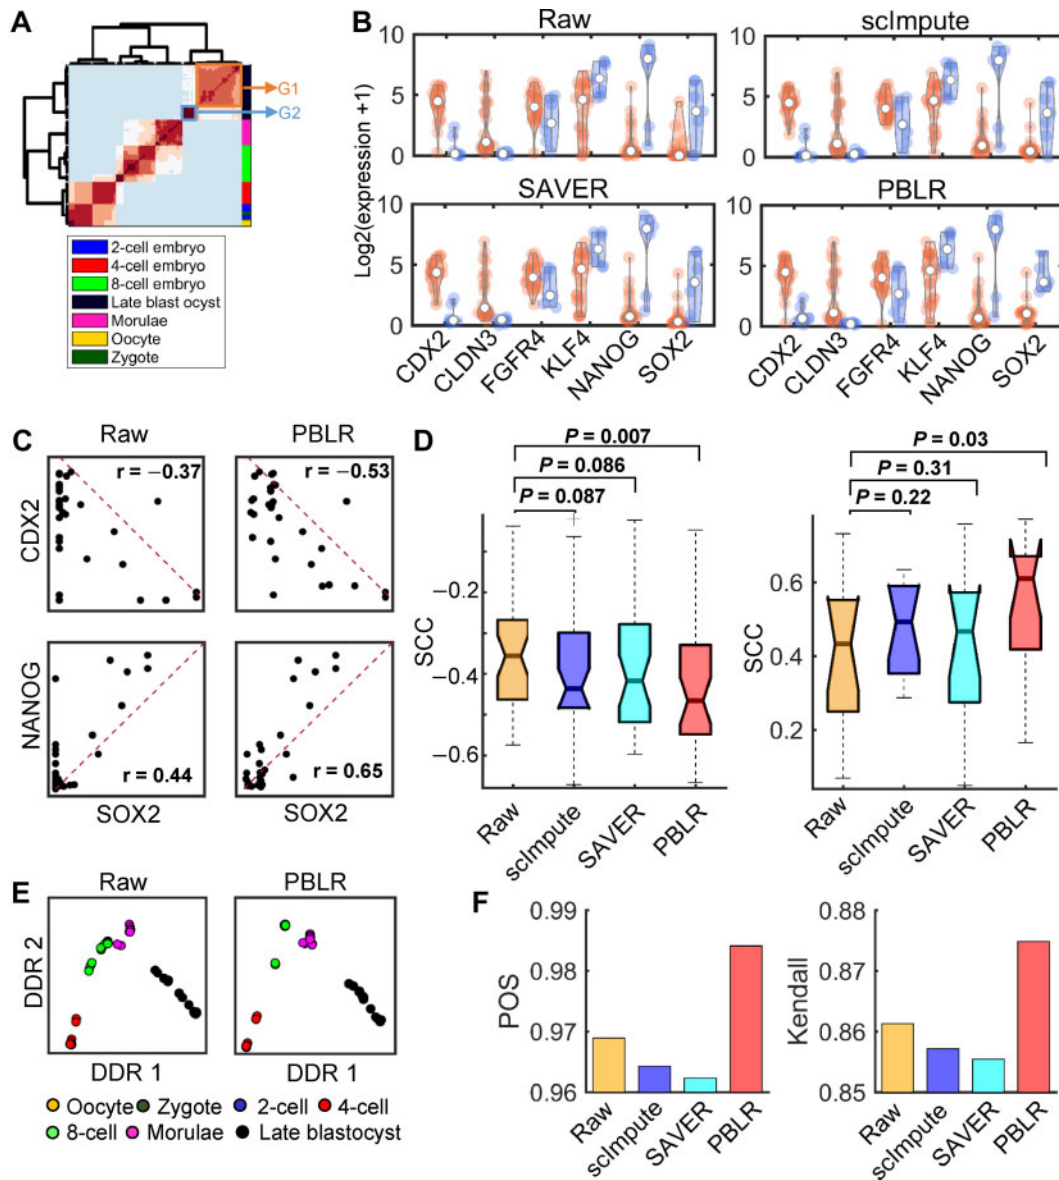 A
G1
G2
2-cell embryo
4-cell embryo
8-cell embryo
Late blast ocyst
Morulae
Oocyte
Zygote
B
Raw
scImpute
10
5
0
10
5
0
SAVER
PBLR
10
5
0
10
5
0
Log2(expression +1)
CDX2
CLDN3
FGFR4
KLF4
NANOG
SOX2
CDX2
CLDN3
FGFR4
KLF4
NANOG
SOX2
C
Raw
PBLR
CDX2
r = −0.37
r = −0.53
NANOG
r = 0.44
r = 0.65
SOX2
SOX2
D
P = 0.007
P = 0.086
P = 0.087
SCC
−0.2
−0.4
−0.6
Raw
scImpute
SAVER
PBLR
P = 0.03
P = 0.31
P = 0.22
SCC
0.6
0.4
0.2
Raw
scImpute
SAVER
PBLR
E
Raw
PBLR
DDR 2
DDR 1
DDR 1
Oocyte Zygote 2-cell 4-cell
8-cell Morulae Late blastocyst
F
POS
0.99
0.98
0.97
0.96
Raw
scImpute
SAVER
PBLR
Kendall
0.88
0.87
0.86
0.85
Raw
scImpute
SAVER
PBLR